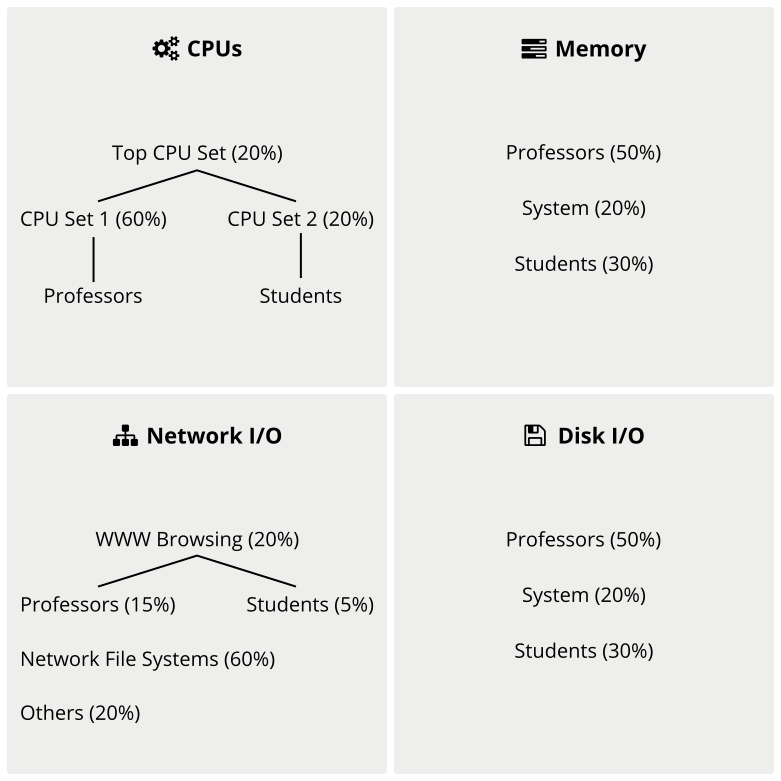 CPUs
Top CPU Set (20%)
CPU Set 1 (60%)
CPU Set 2 (20%)
Professors
Students
Memory
Professors (50%)
System (20%)
Students (30%)
Network I/O
WWW Browsing (20%)
Professors (15%)
Students (5%)
Network File Systems (60%)
Others (20%)
Disk I/O
Professors (50%)
System (20%)
Students (30%)